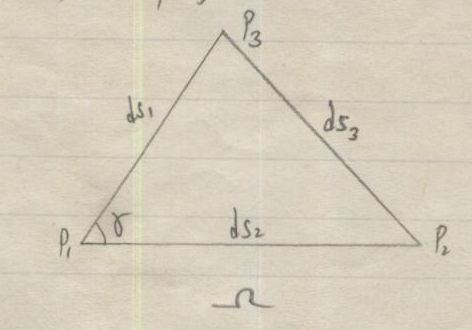 P₃
ds₁
ds₃
P₁ γ ds₂ P₂
Ω